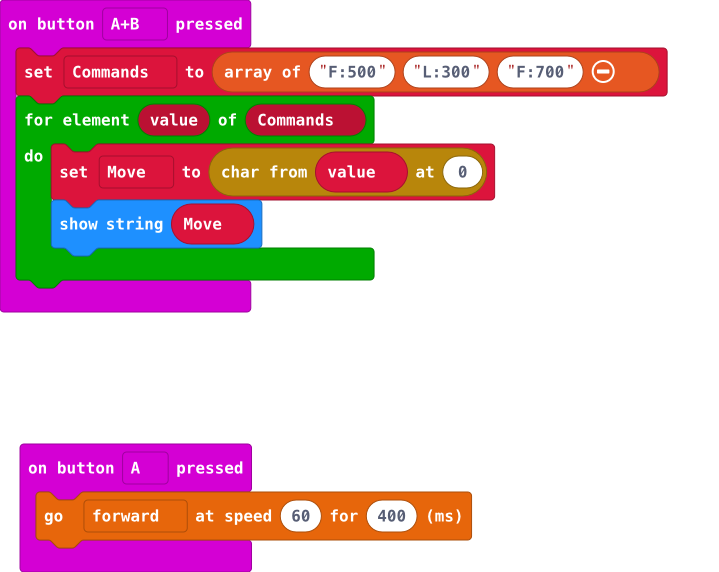 on button A+B pressed
set Commands to array of "F:500" "L:300" "F:700"
for element value of Commands
do
set Move to char from value at 0
show string Move
on button A pressed
go forward at speed 60 for 400 (ms)